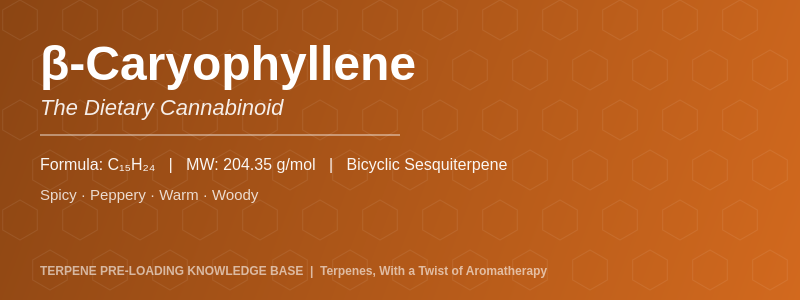 β-Caryophyllene
The Dietary Cannabinoid
Formula: C₁₅H₂₄ | MW: 204.35 g/mol | Bicyclic Sesquiterpene
Spicy · Peppery · Warm · Woody
TERPENE PRE-LOADING KNOWLEDGE BASE | Terpenes, With a Twist of Aromatherapy